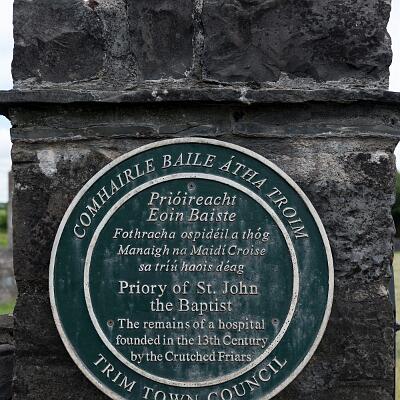 COMHAIRLE BAILE ÁTHA TROIM
Prióireacht
Eoin Baiste
Fothracha ospidéil a thóg
Manaigh na Maidí Croise
sa tríú haois déag
Priory of St. John
the Baptist
The remains of a hospital
founded in the 13th Century
by the Crutched Friars
TRIM TOWN COUNCIL